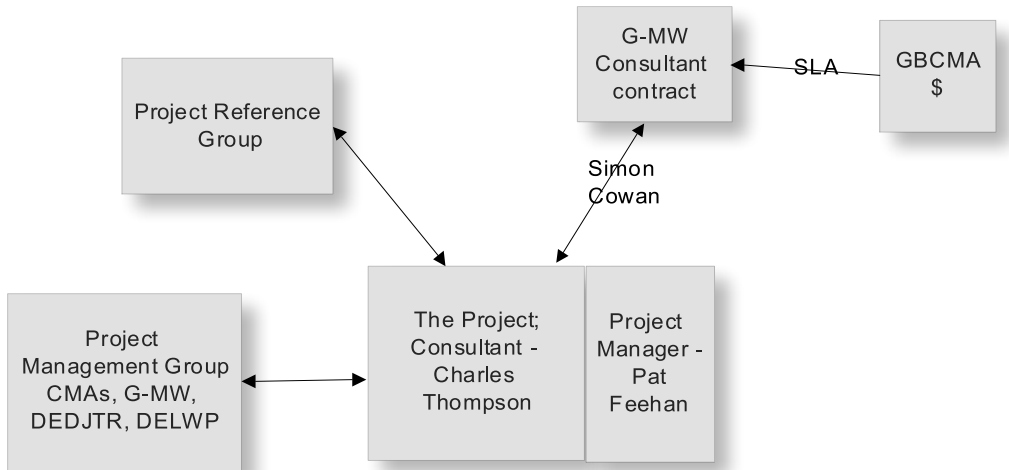 G-MW
Consultant
contract
SLA
GBCMA
$
Project Reference
Group
Simon
Cowan
Project
Management Group
CMAs, G-MW,
DEDJTR, DELWP
The Project;
Consultant -
Charles
Thompson
Project
Manager -
Pat
Feehan